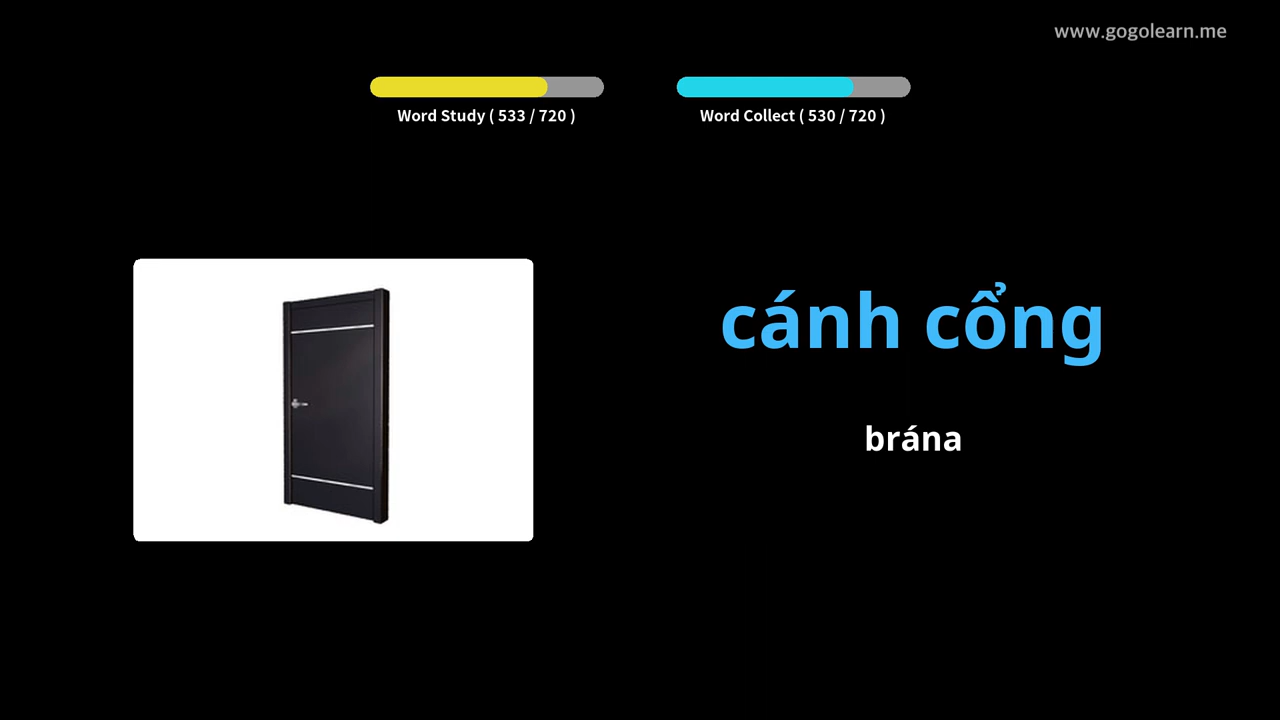 www.gogolearn.me
Word Study ( 533 / 720 )
Word Collect ( 530 / 720 )
cánh cổng
brána